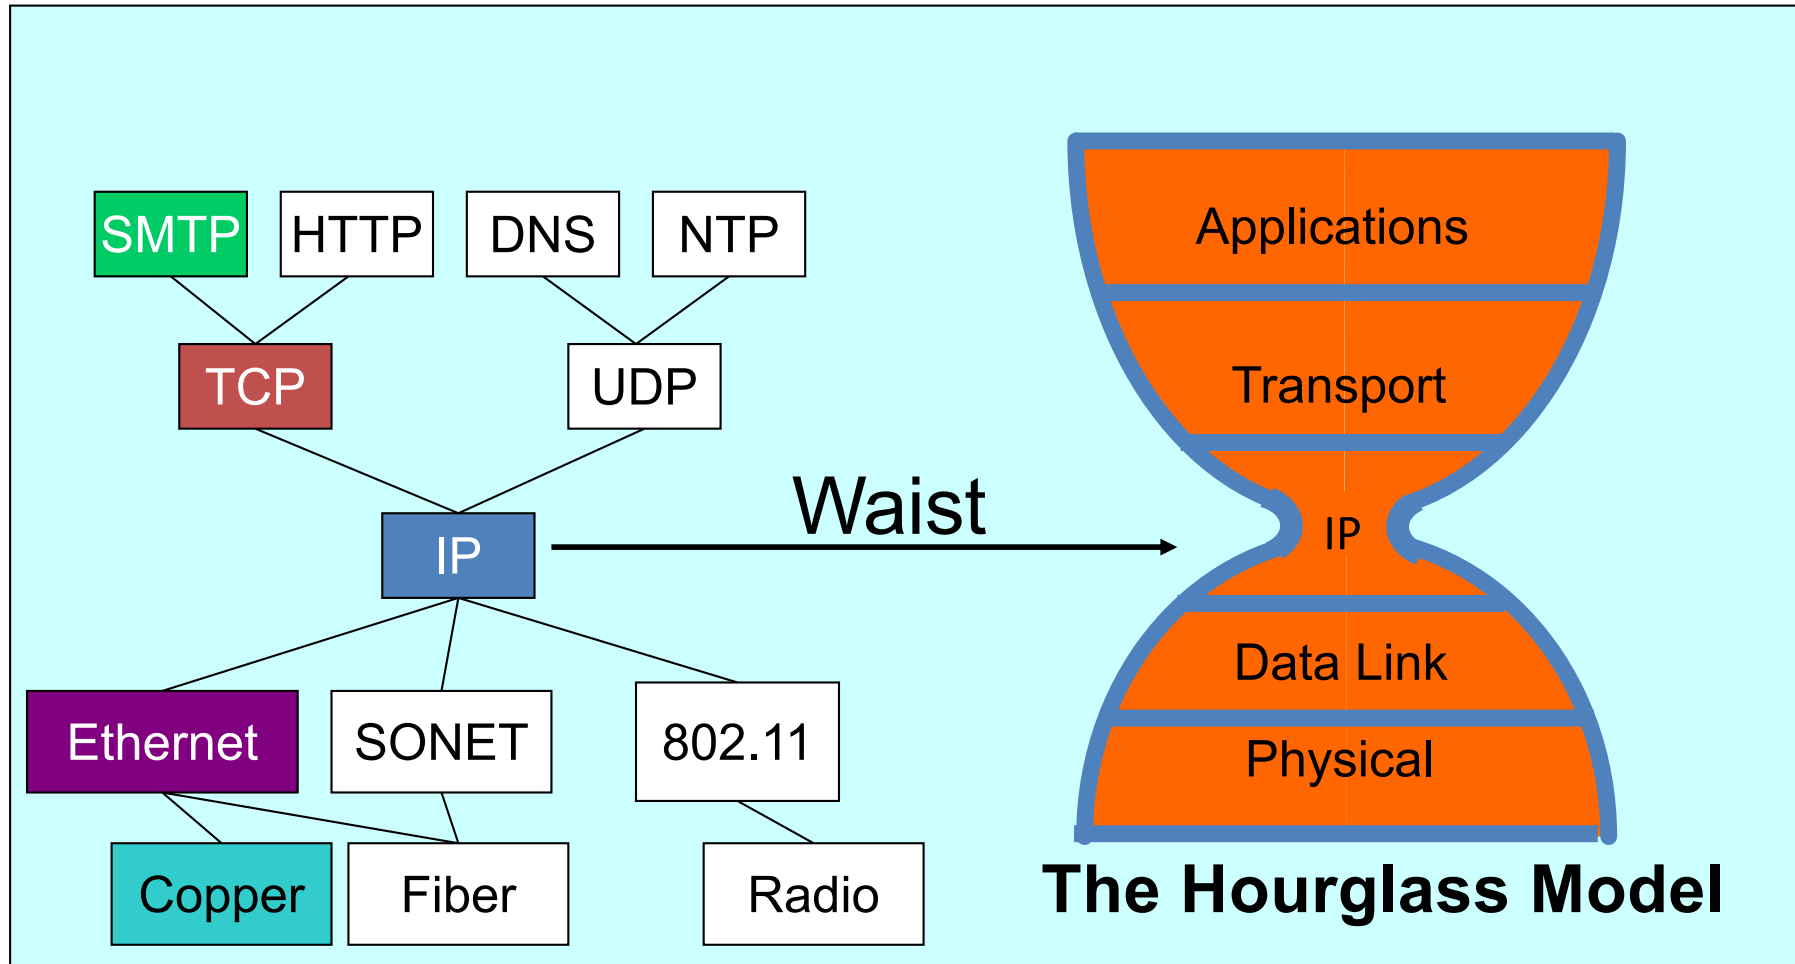 SMTP
HTTP
DNS
NTP
TCP
UDP
IP
Ethernet
SONET
802.11
Copper
Fiber
Radio
Waist
Applications
Transport
IP
Data Link
Physical
The Hourglass Model